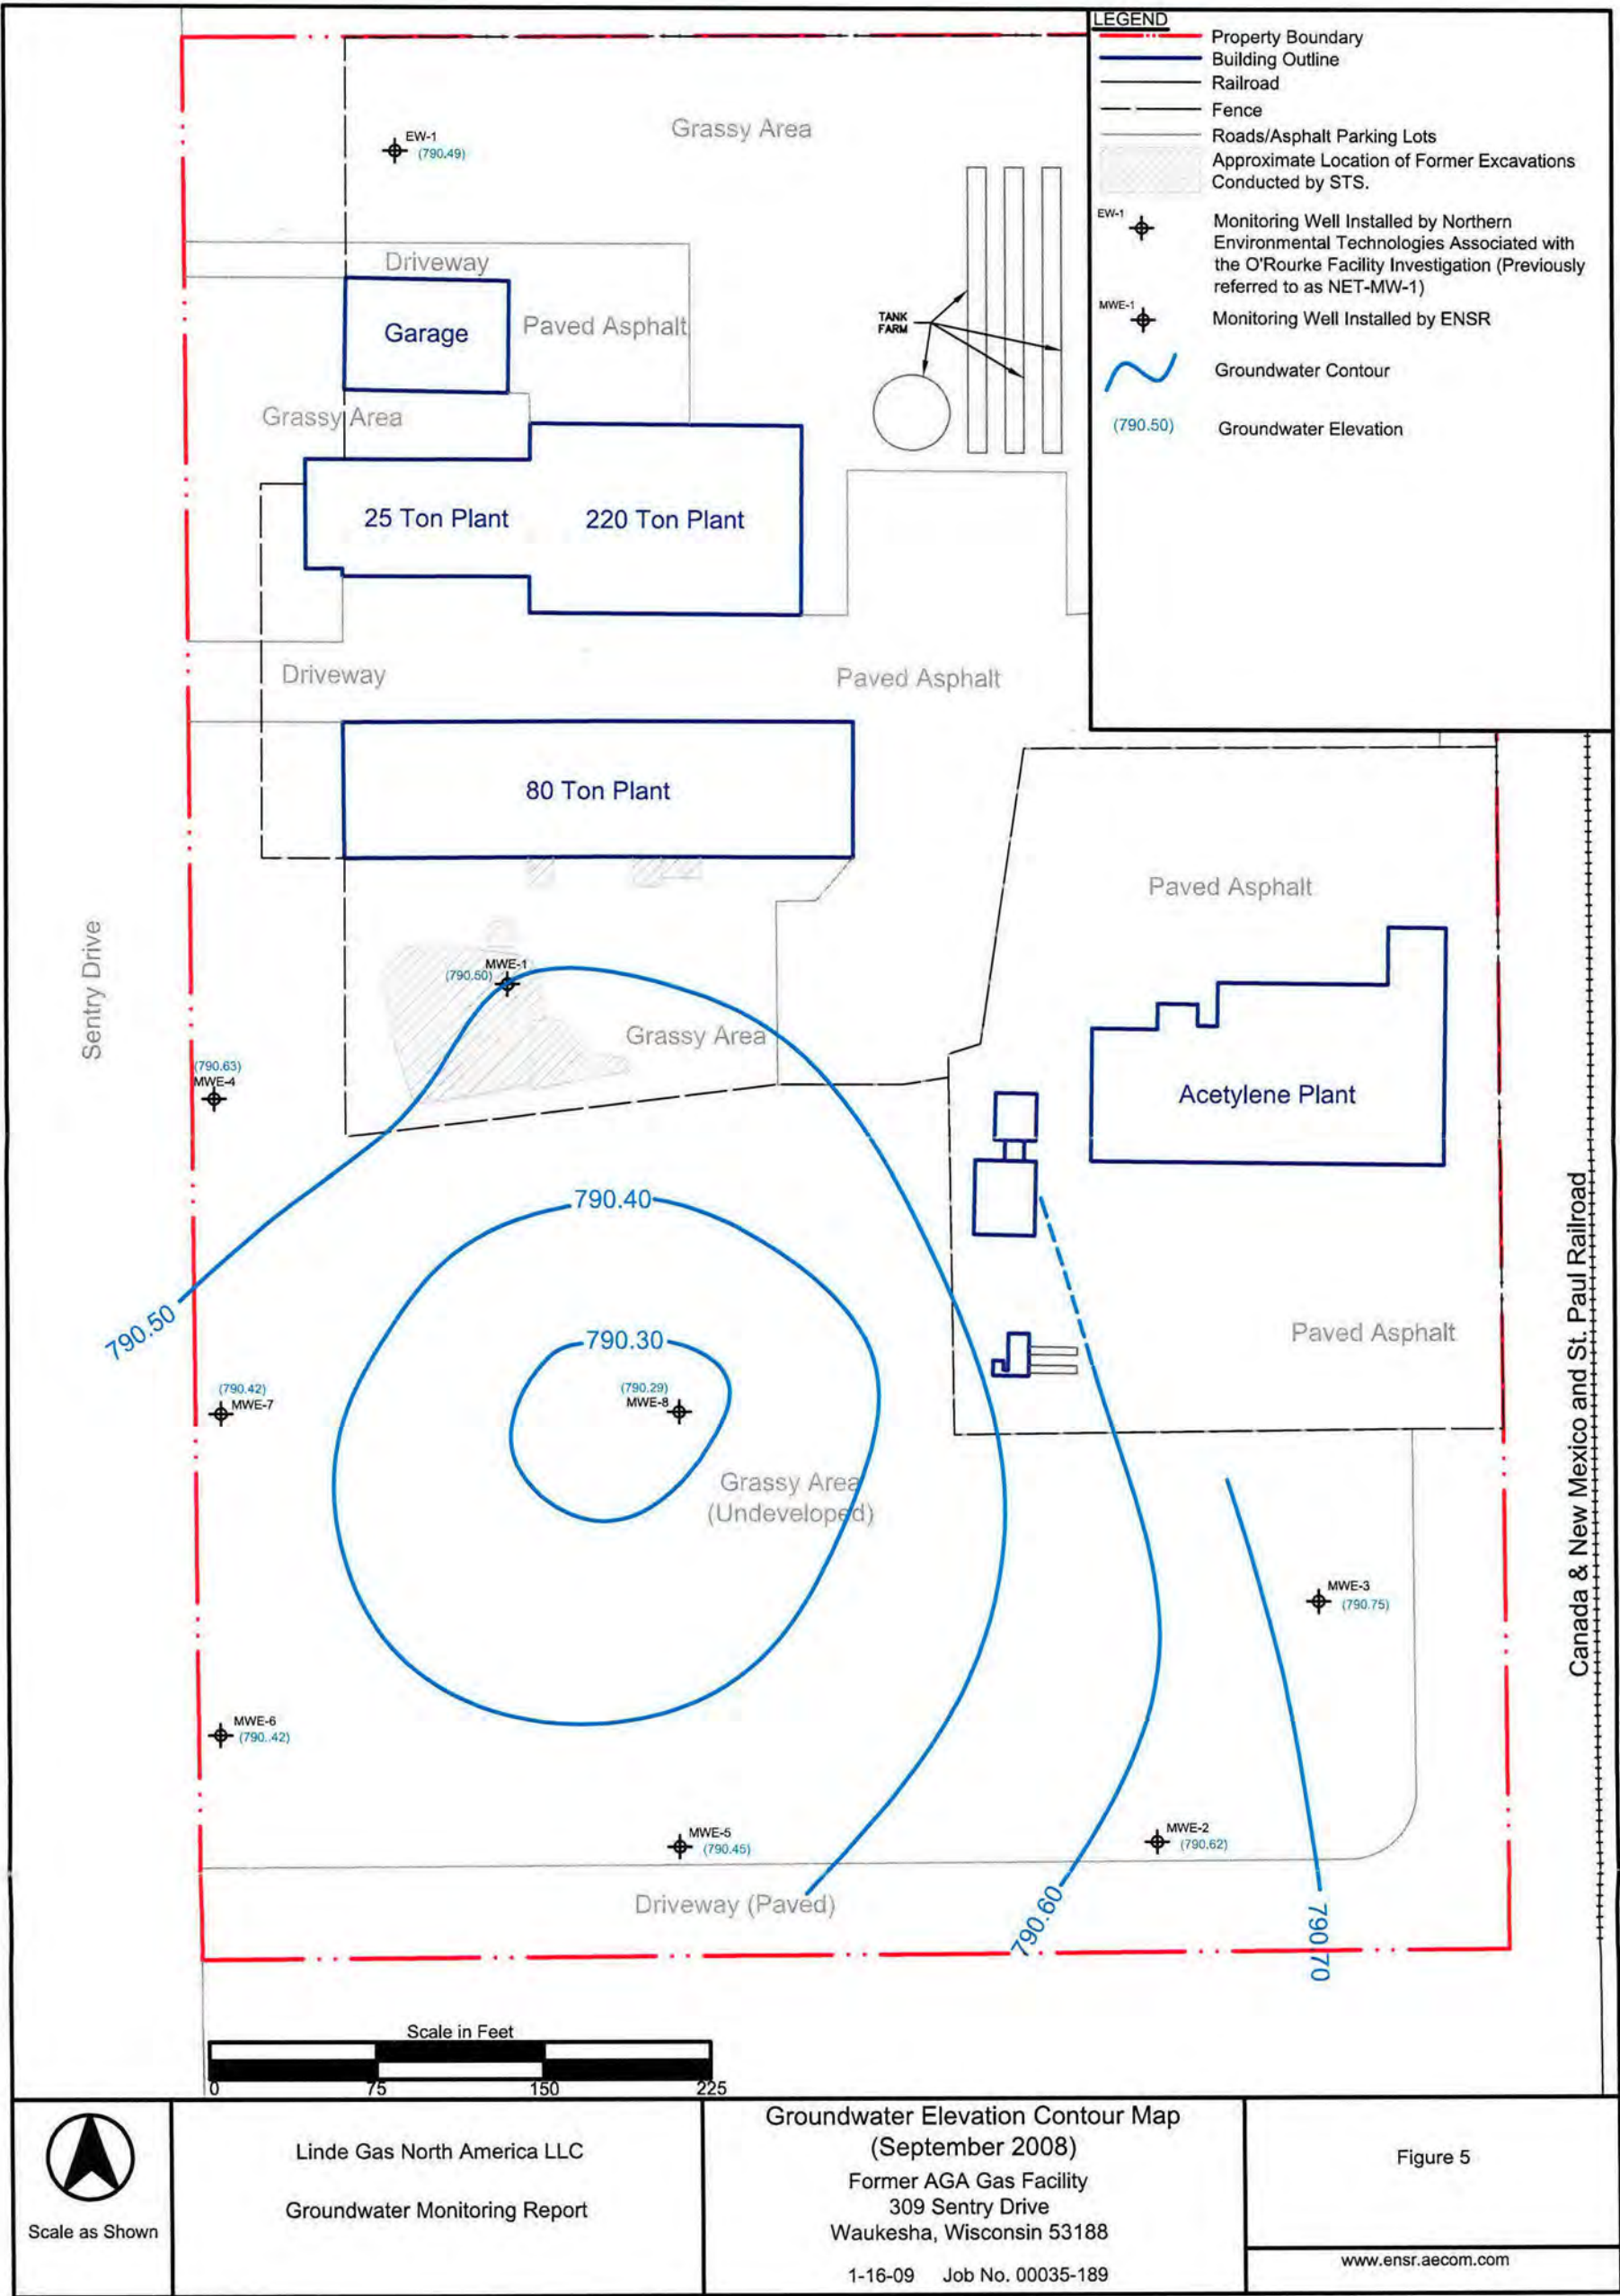 LEGEND
Property Boundary
Building Outline
Railroad
Fence
Roads/Asphalt Parking Lots
Approximate Location of Former Excavations
Conducted by STS.
EW-1
Monitoring Well Installed by Northern
Environmental Technologies Associated with
the O'Rourke Facility Investigation (Previously
referred to as NET-MW-1)
MWE-1
Monitoring Well Installed by ENSR
Groundwater Contour
(790.50)
Groundwater Elevation
EW-1
(790.49)
Grassy Area
Driveway
Garage
Paved Asphalt
TANK
FARM
Grassy Area
25 Ton Plant
220 Ton Plant
Driveway
Paved Asphalt
80 Ton Plant
Paved Asphalt
Sentry Drive
MWE-1
(790.50)
Grassy Area
(790.63)
MWE-4
Acetylene Plant
790.40
790.50
790.30
Paved Asphalt
Canada & New Mexico and St. Paul Railroad
(790.42)
MWE-7
(790.29)
MWE-8
Grassy Area
(Undeveloped)
MWE-3
(790.75)
MWE-6
(790..42)
MWE-5
(790.45)
MWE-2
(790.62)
Driveway (Paved)
790.60
790.70
Scale in Feet
0
75
150
225
Scale as Shown
Linde Gas North America LLC
Groundwater Monitoring Report
Groundwater Elevation Contour Map
(September 2008)
Former AGA Gas Facility
309 Sentry Drive
Waukesha, Wisconsin 53188
1-16-09 Job No. 00035-189
Figure 5
www.ensr.aecom.com